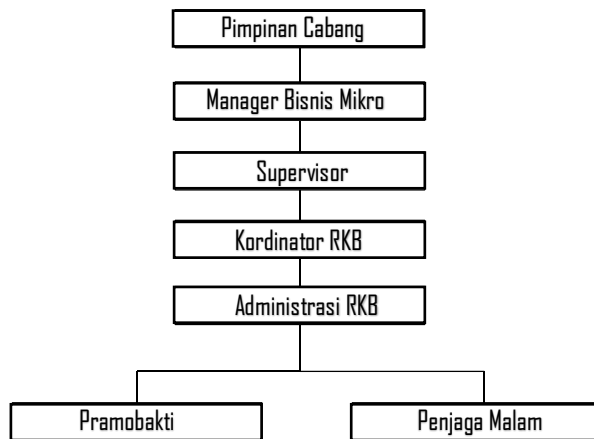 Pimpinan Cabang
Manager Bisnis Mikro
Supervisor
Kordinator RKB
Administrasi RKB
Pramobakti
Penjaga Malam